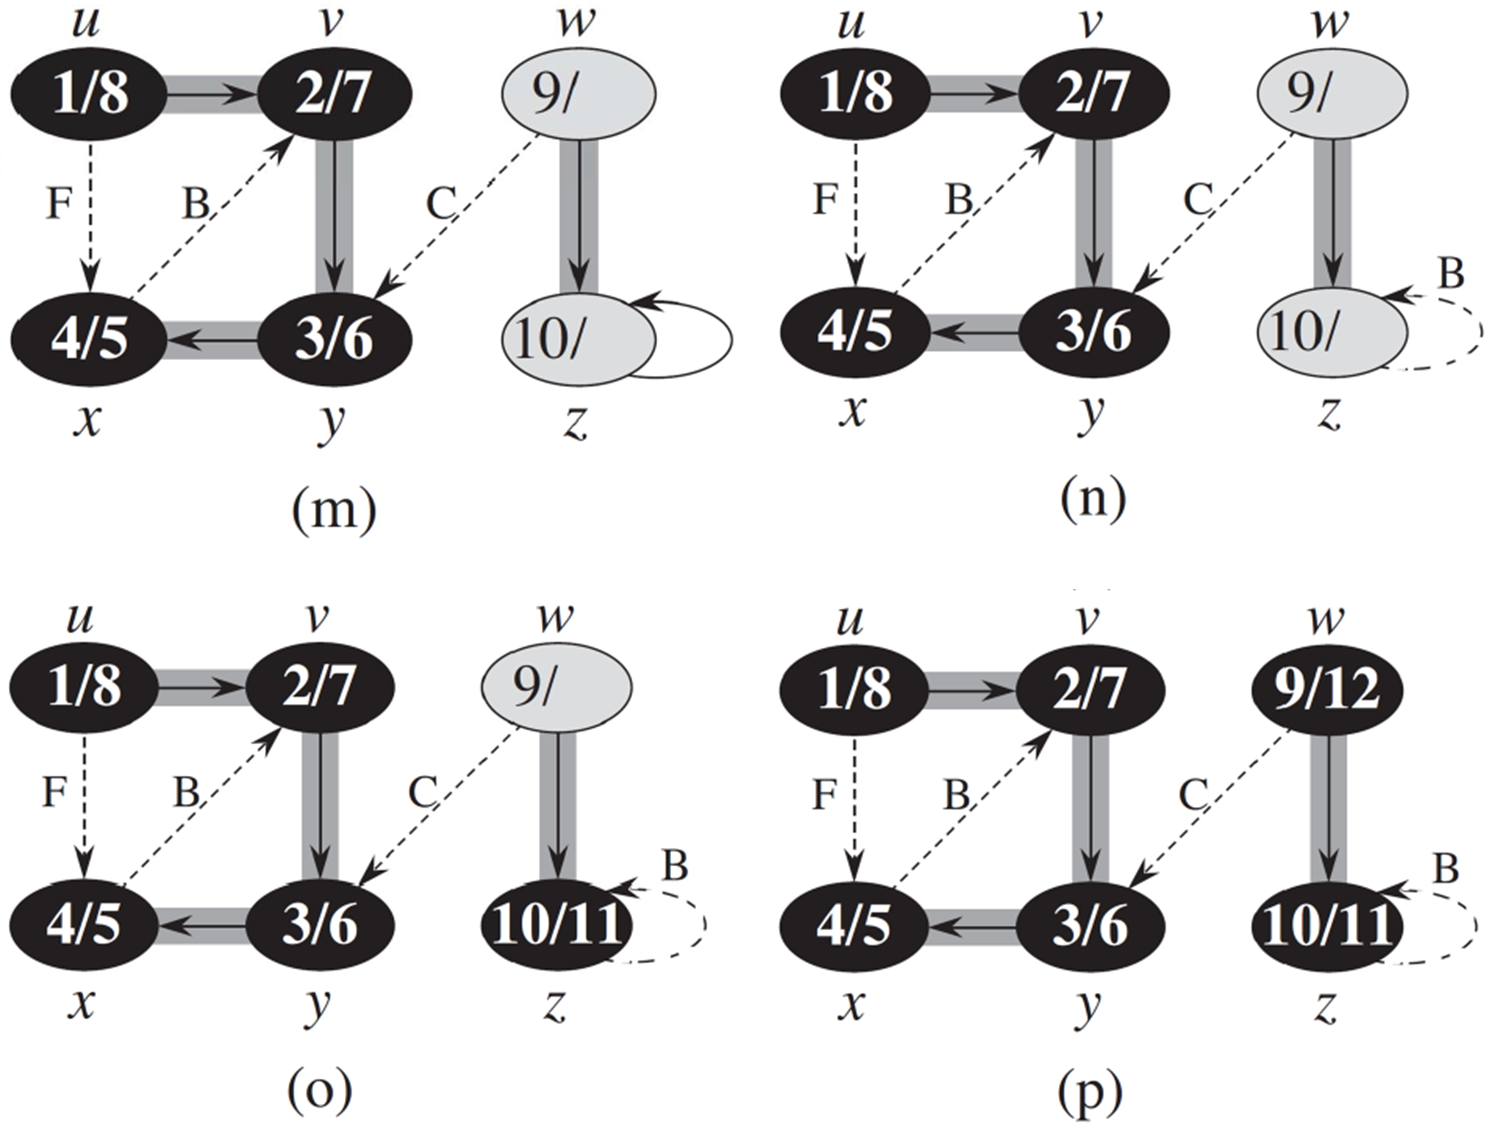 u v w
1/8 2/7 9/
F B C
4/5 3/6 10/
x y z
(m)
u v w
1/8 2/7 9/
F B C
B
4/5 3/6 10/
x y z
(n)
u v w
1/8 2/7 9/
F B C
B
4/5 3/6 10/11
x y z
(o)
u v w
1/8 2/7 9/12
F B C
B
4/5 3/6 10/11
x y z
(p)